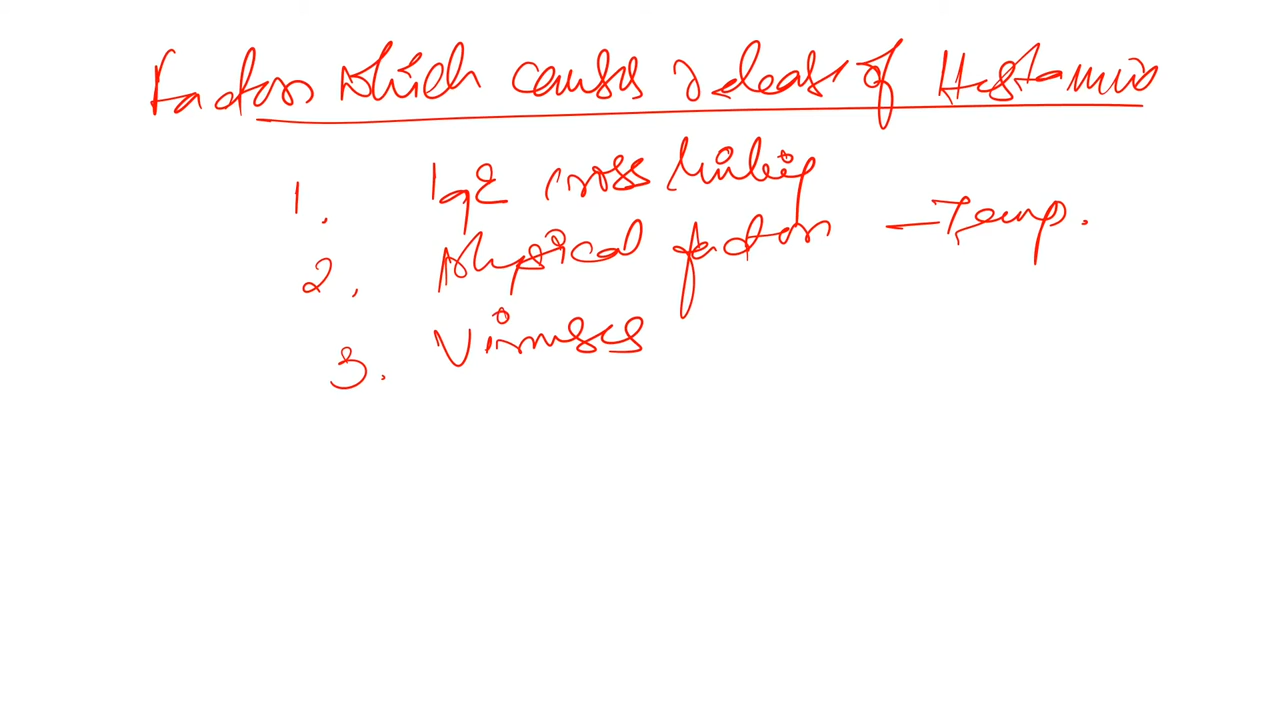 Factors which causes release of Histamine
1. IgE cross linking
2. Physical factors - Temp.
3. Viruses